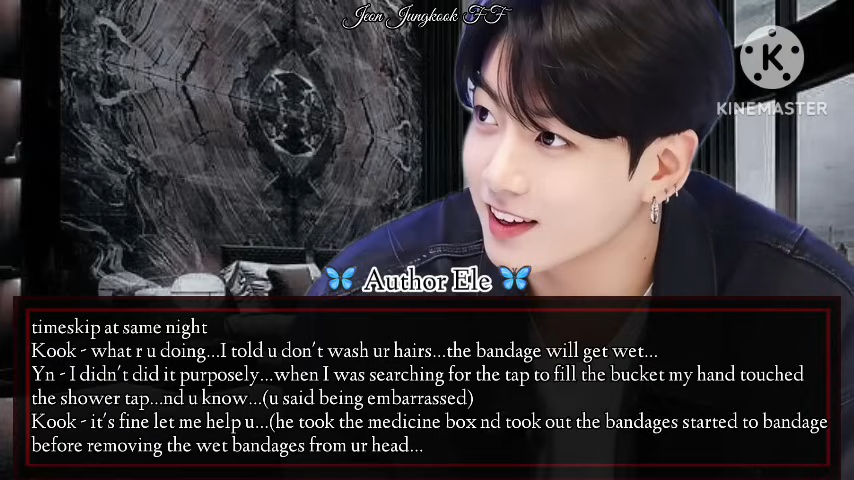 Jeon Jungkook FF
K
KINEMASTER
🦋 Author Ele 🦋
timeskip at same night
Kook - what r u doing...I told u don't wash ur hairs...the bandage will get wet...
Yn - I didn't did it purposely...when I was searching for the tap to fill the bucket my hand touched
the shower tap...nd u know...(u said being embarrassed)
Kook - it's fine let me help u...(he took the medicine box nd took out the bandages started to bandage
before removing the wet bandages from ur head...